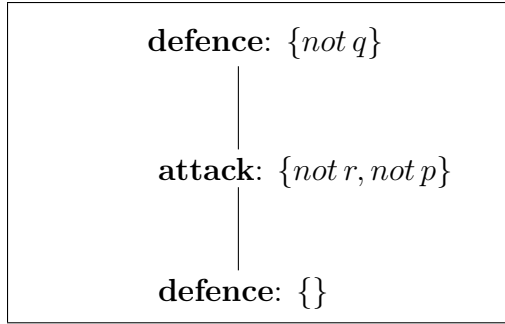 defence: {not q}
attack: {not r, not p}
defence: {}